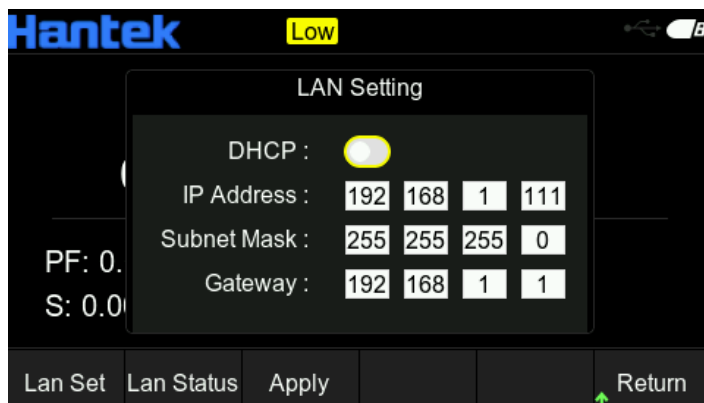 Hantek Low
LAN Setting
DHCP :
IP Address : 192 168 1 111
Subnet Mask : 255 255 255 0
Gateway : 192 168 1 1
PF: 0.
S: 0.0
Lan Set Lan Status Apply Return